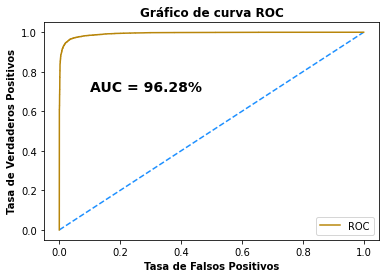 Gráfico de curva ROC
Tasa de Verdaderos Positivos
1.0
0.8
0.6
0.4
0.2
0.0
AUC = 96.28%
ROC
0.0 0.2 0.4 0.6 0.8 1.0
Tasa de Falsos Positivos